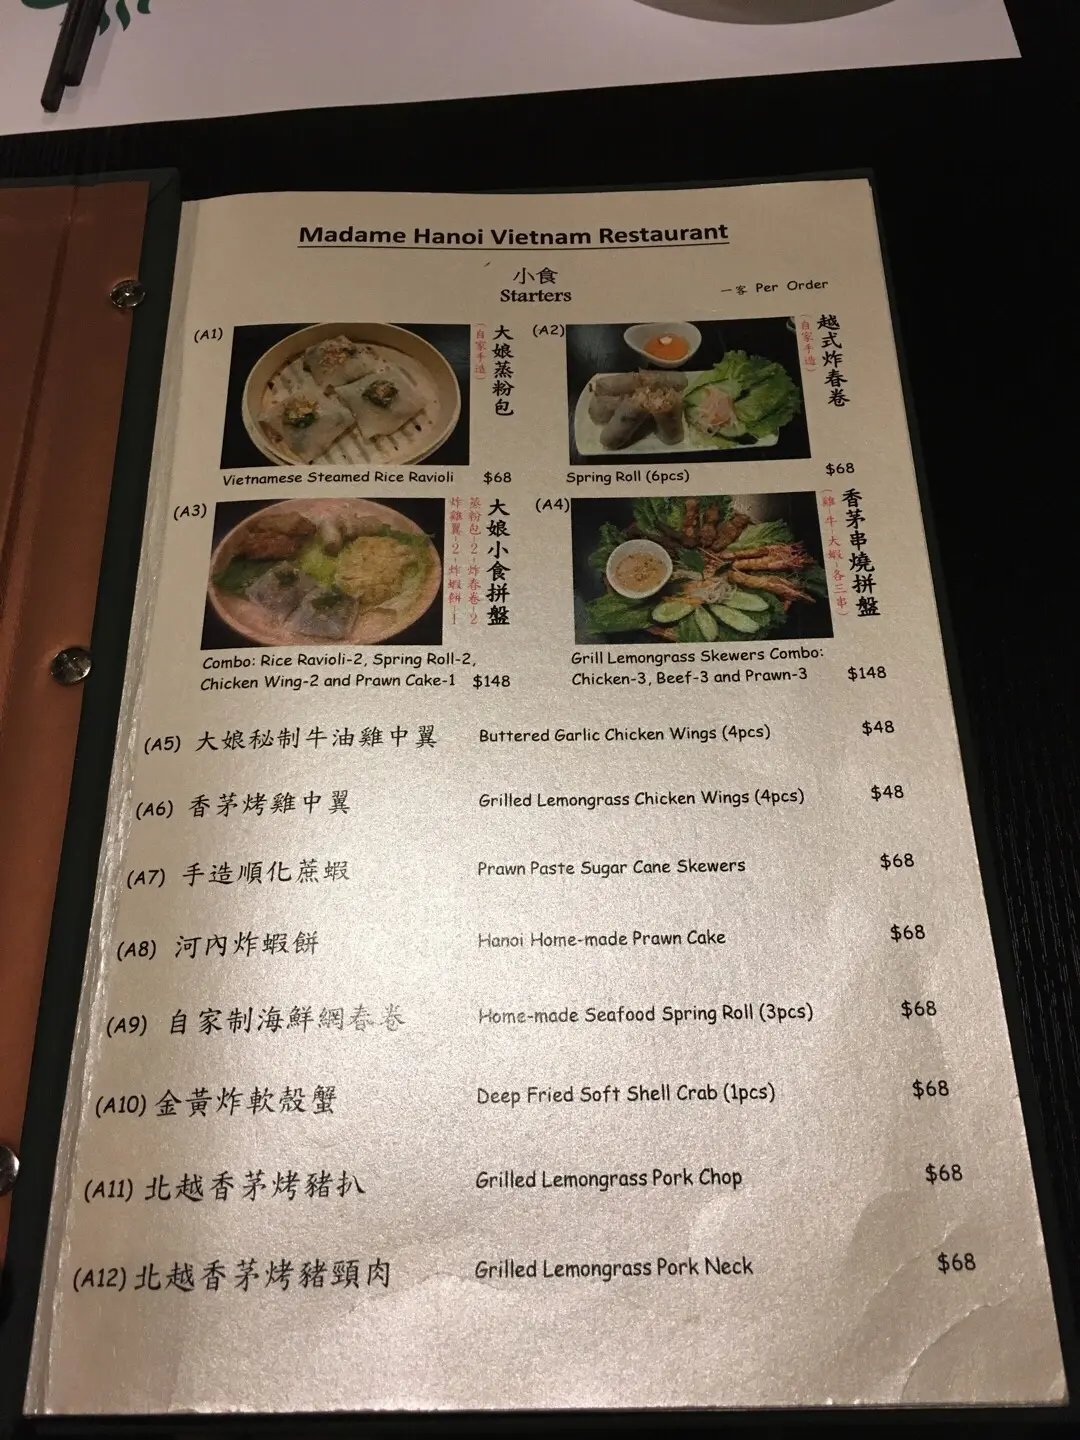 Madame Hanoi Vietnam Restaurant
小食
Starters
一客 Per Order
(A1)
大娘蒸粉包
(自家手造)
Vietnamese Steamed Rice Ravioli $68
(A2)
越式炸春卷
(自家手造)
Spring Roll (6pcs) $68
(A3)
大娘小食拼盤
蒸粉包-2、炸春卷-2
炸雞翼-2、炸蝦餅-1
Combo: Rice Ravioli-2, Spring Roll-2,
Chicken Wing-2 and Prawn Cake-1 $148
(A4)
香茅串燒拼盤
(雞、牛、大蝦-各三串)
Grill Lemongrass Skewers Combo:
Chicken-3, Beef-3 and Prawn-3 $148
(A5) 大娘秘制牛油雞中翼 Buttered Garlic Chicken Wings (4pcs) $48
(A6) 香茅烤雞中翼 Grilled Lemongrass Chicken Wings (4pcs) $48
(A7) 手造順化蔗蝦 Prawn Paste Sugar Cane Skewers $68
(A8) 河內炸蝦餅 Hanoi Home-made Prawn Cake $68
(A9) 自家制海鮮網春卷 Home-made Seafood Spring Roll (3pcs) $68
(A10) 金黃炸軟殼蟹 Deep Fried Soft Shell Crab (1pcs) $68
(A11) 北越香茅烤豬扒 Grilled Lemongrass Pork Chop $68
(A12) 北越香茅烤豬頸肉 Grilled Lemongrass Pork Neck $68